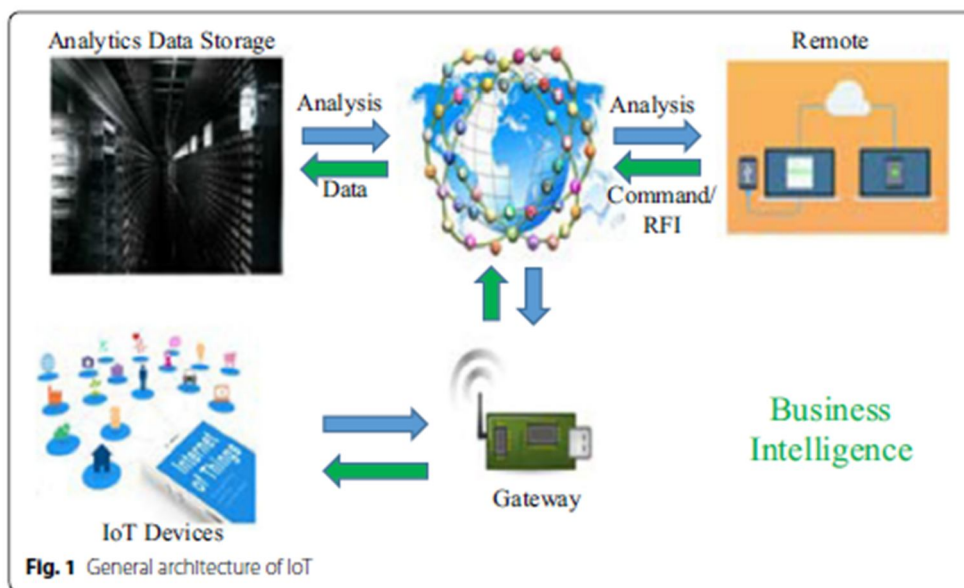 Analytics Data Storage
Remote
Analysis
Analysis
Data
Command/
RFI
Internet
of Things
Business
Intelligence
Gateway
IoT Devices
Fig. 1 General architecture of IoT